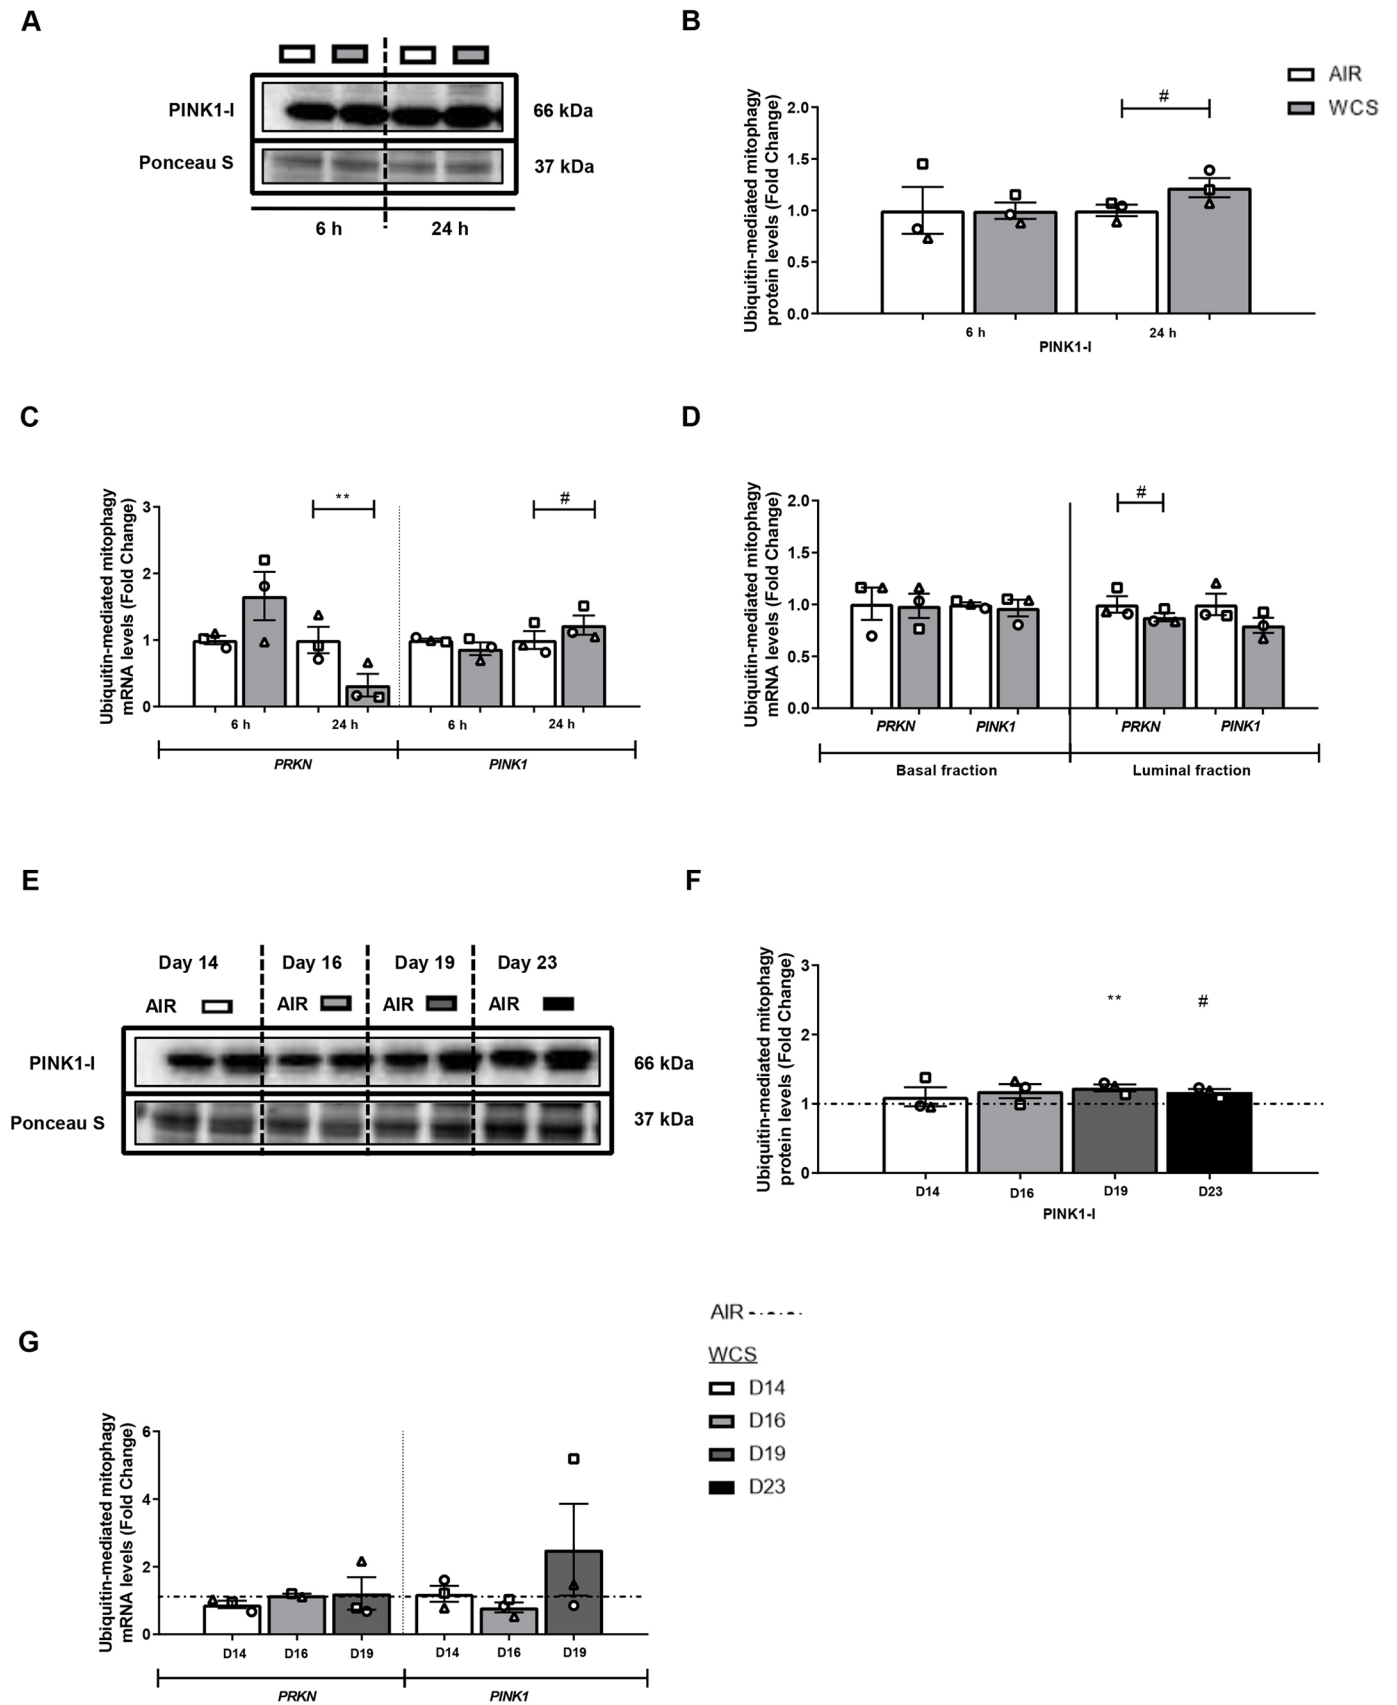 A
PINK1-I
66 kDa
Ponceau S
37 kDa
6 h
24 h
B
AIR
WCS
Ubiquitin-mediated mitophagy
protein levels (Fold Change)
2.0
1.5
1.0
0.5
0.0
#
6 h
24 h
PINK1-I
C
Ubiquitin-mediated mitophagy
mRNA levels (Fold Change)
3
2
1
0
**
#
6 h
24 h
6 h
24 h
PRKN
PINK1
D
Ubiquitin-mediated mitophagy
mRNA levels (Fold Change)
2.0
1.5
1.0
0.5
0.0
#
PRKN
PINK1
PRKN
PINK1
Basal fraction
Luminal fraction
E
Day 14
Day 16
Day 19
Day 23
AIR
AIR
AIR
AIR
PINK1-I
66 kDa
Ponceau S
37 kDa
F
Ubiquitin-mediated mitophagy
protein levels (Fold Change)
3
2
1
0
**
#
D14
D16
D19
D23
PINK1-I
AIR
WCS
D14
D16
D19
D23
G
Ubiquitin-mediated mitophagy
mRNA levels (Fold Change)
6
4
2
0
D14
D16
D19
D14
D16
D19
PRKN
PINK1